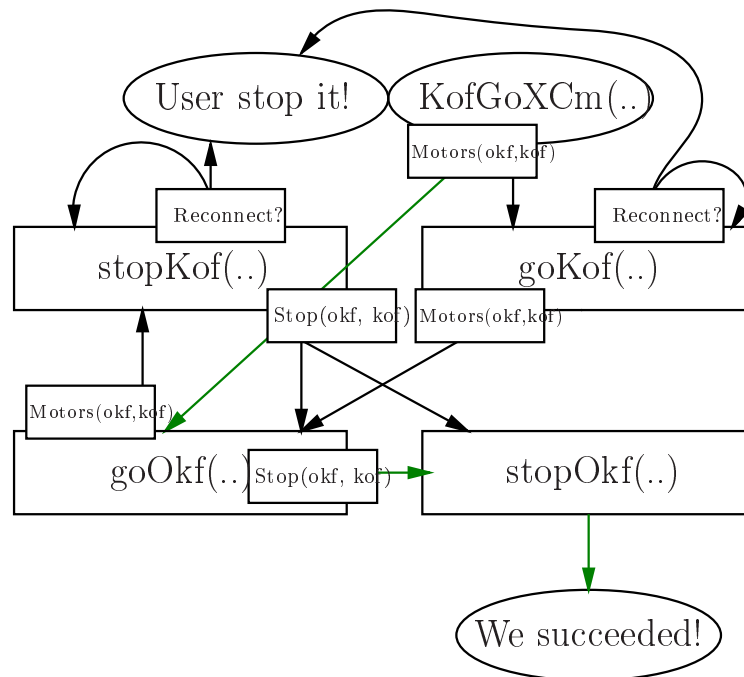 User stop it!
KofGoXCm(..)
Motors(okf,kof)
Reconnect?
Reconnect?
stopKof(..)
goKof(..)
Stop(okf, kof)
Motors(okf,kof)
Motors(okf,kof)
goOkf(..)
Stop(okf, kof)
stopOkf(..)
We succeeded!